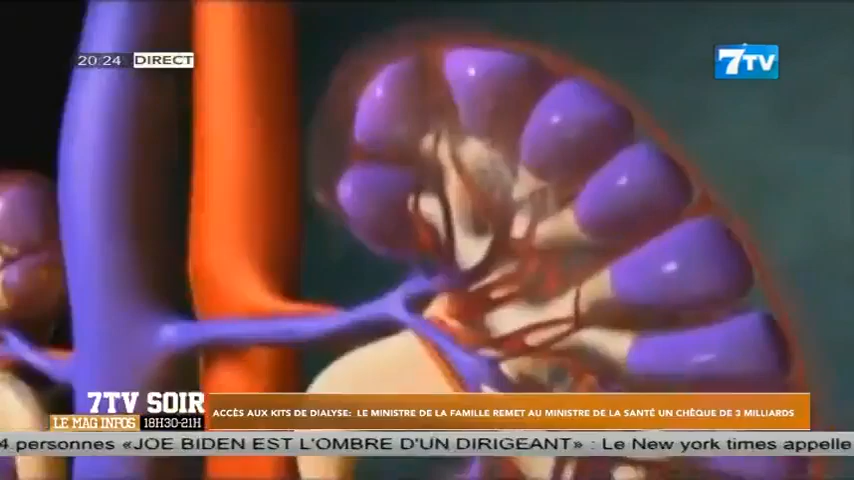 20:24 DIRECT
7TV
7TV SOIR
LE MAG INFOS 18H30-21H
ACCÈS AUX KITS DE DIALYSE: LE MINISTRE DE LA FAMILLE REMET AU MINISTRE DE LA SANTÉ UN CHÈQUE DE 3 MILLIARDS
4 personnes «JOE BIDEN EST L'OMBRE D'UN DIRIGEANT» : Le New york times appelle